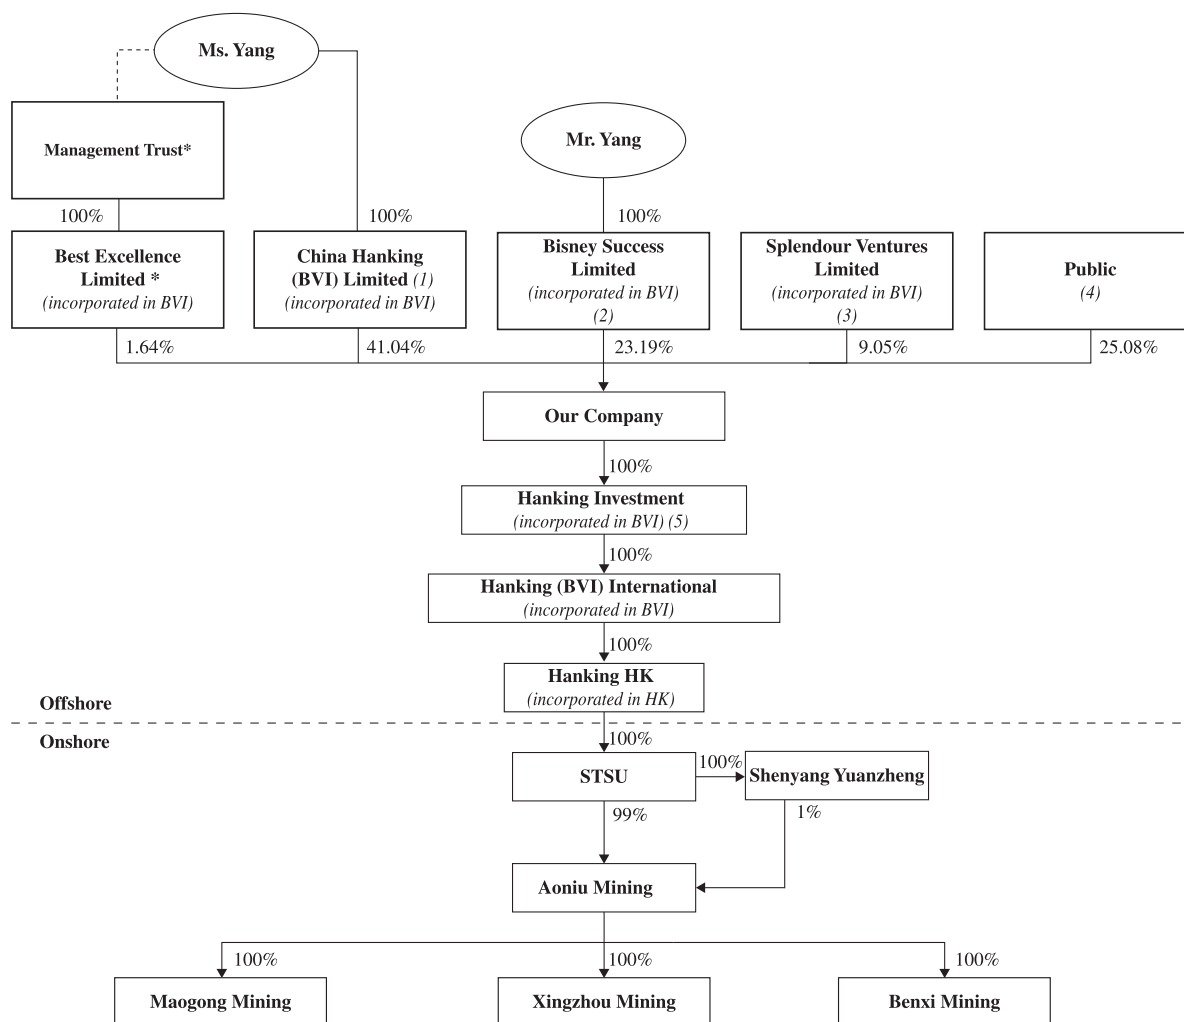 Ms. Yang
Management Trust*
Mr. Yang
100%
100%
100%
Best Excellence
Limited *
(incorporated in BVI)
China Hanking
(BVI) Limited (1)
(incorporated in BVI)
Bisney Success
Limited
(incorporated in BVI)
(2)
Splendour Ventures
Limited
(incorporated in BVI)
(3)
Public
(4)
1.64%
41.04%
23.19%
9.05%
25.08%
Our Company
100%
Hanking Investment
(incorporated in BVI) (5)
100%
Hanking (BVI) International
(incorporated in BVI)
100%
Hanking HK
(incorporated in HK)
Offshore
Onshore
100%
STSU
100%
Shenyang Yuanzheng
99%
1%
Aoniu Mining
100%
100%
100%
Maogong Mining
Xingzhou Mining
Benxi Mining